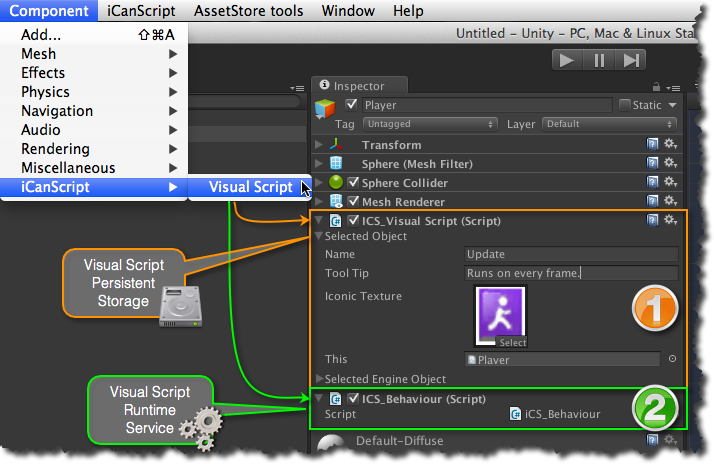 Component iCanScript AssetStore tools Window Help
Untitled - Unity - PC, Mac & Linux Sta
Add... ⇧⌘A
Mesh
Effects
Physics
Navigation
Audio
Rendering
Miscellaneous
iCanScript
Visual Script
Inspector
Player Static
Tag Untagged Layer Default
Transform
Sphere (Mesh Filter)
Sphere Collider
Mesh Renderer
ICS_Visual Script (Script)
Selected Object
Name Update
Tool Tip Runs on every frame.
Iconic Texture
Select
This Player
Selected Engine Object
1
Visual Script
Persistent
Storage
Visual Script
Runtime
Service
ICS_Behaviour (Script)
Script iCS_Behaviour
2
Default-Diffuse